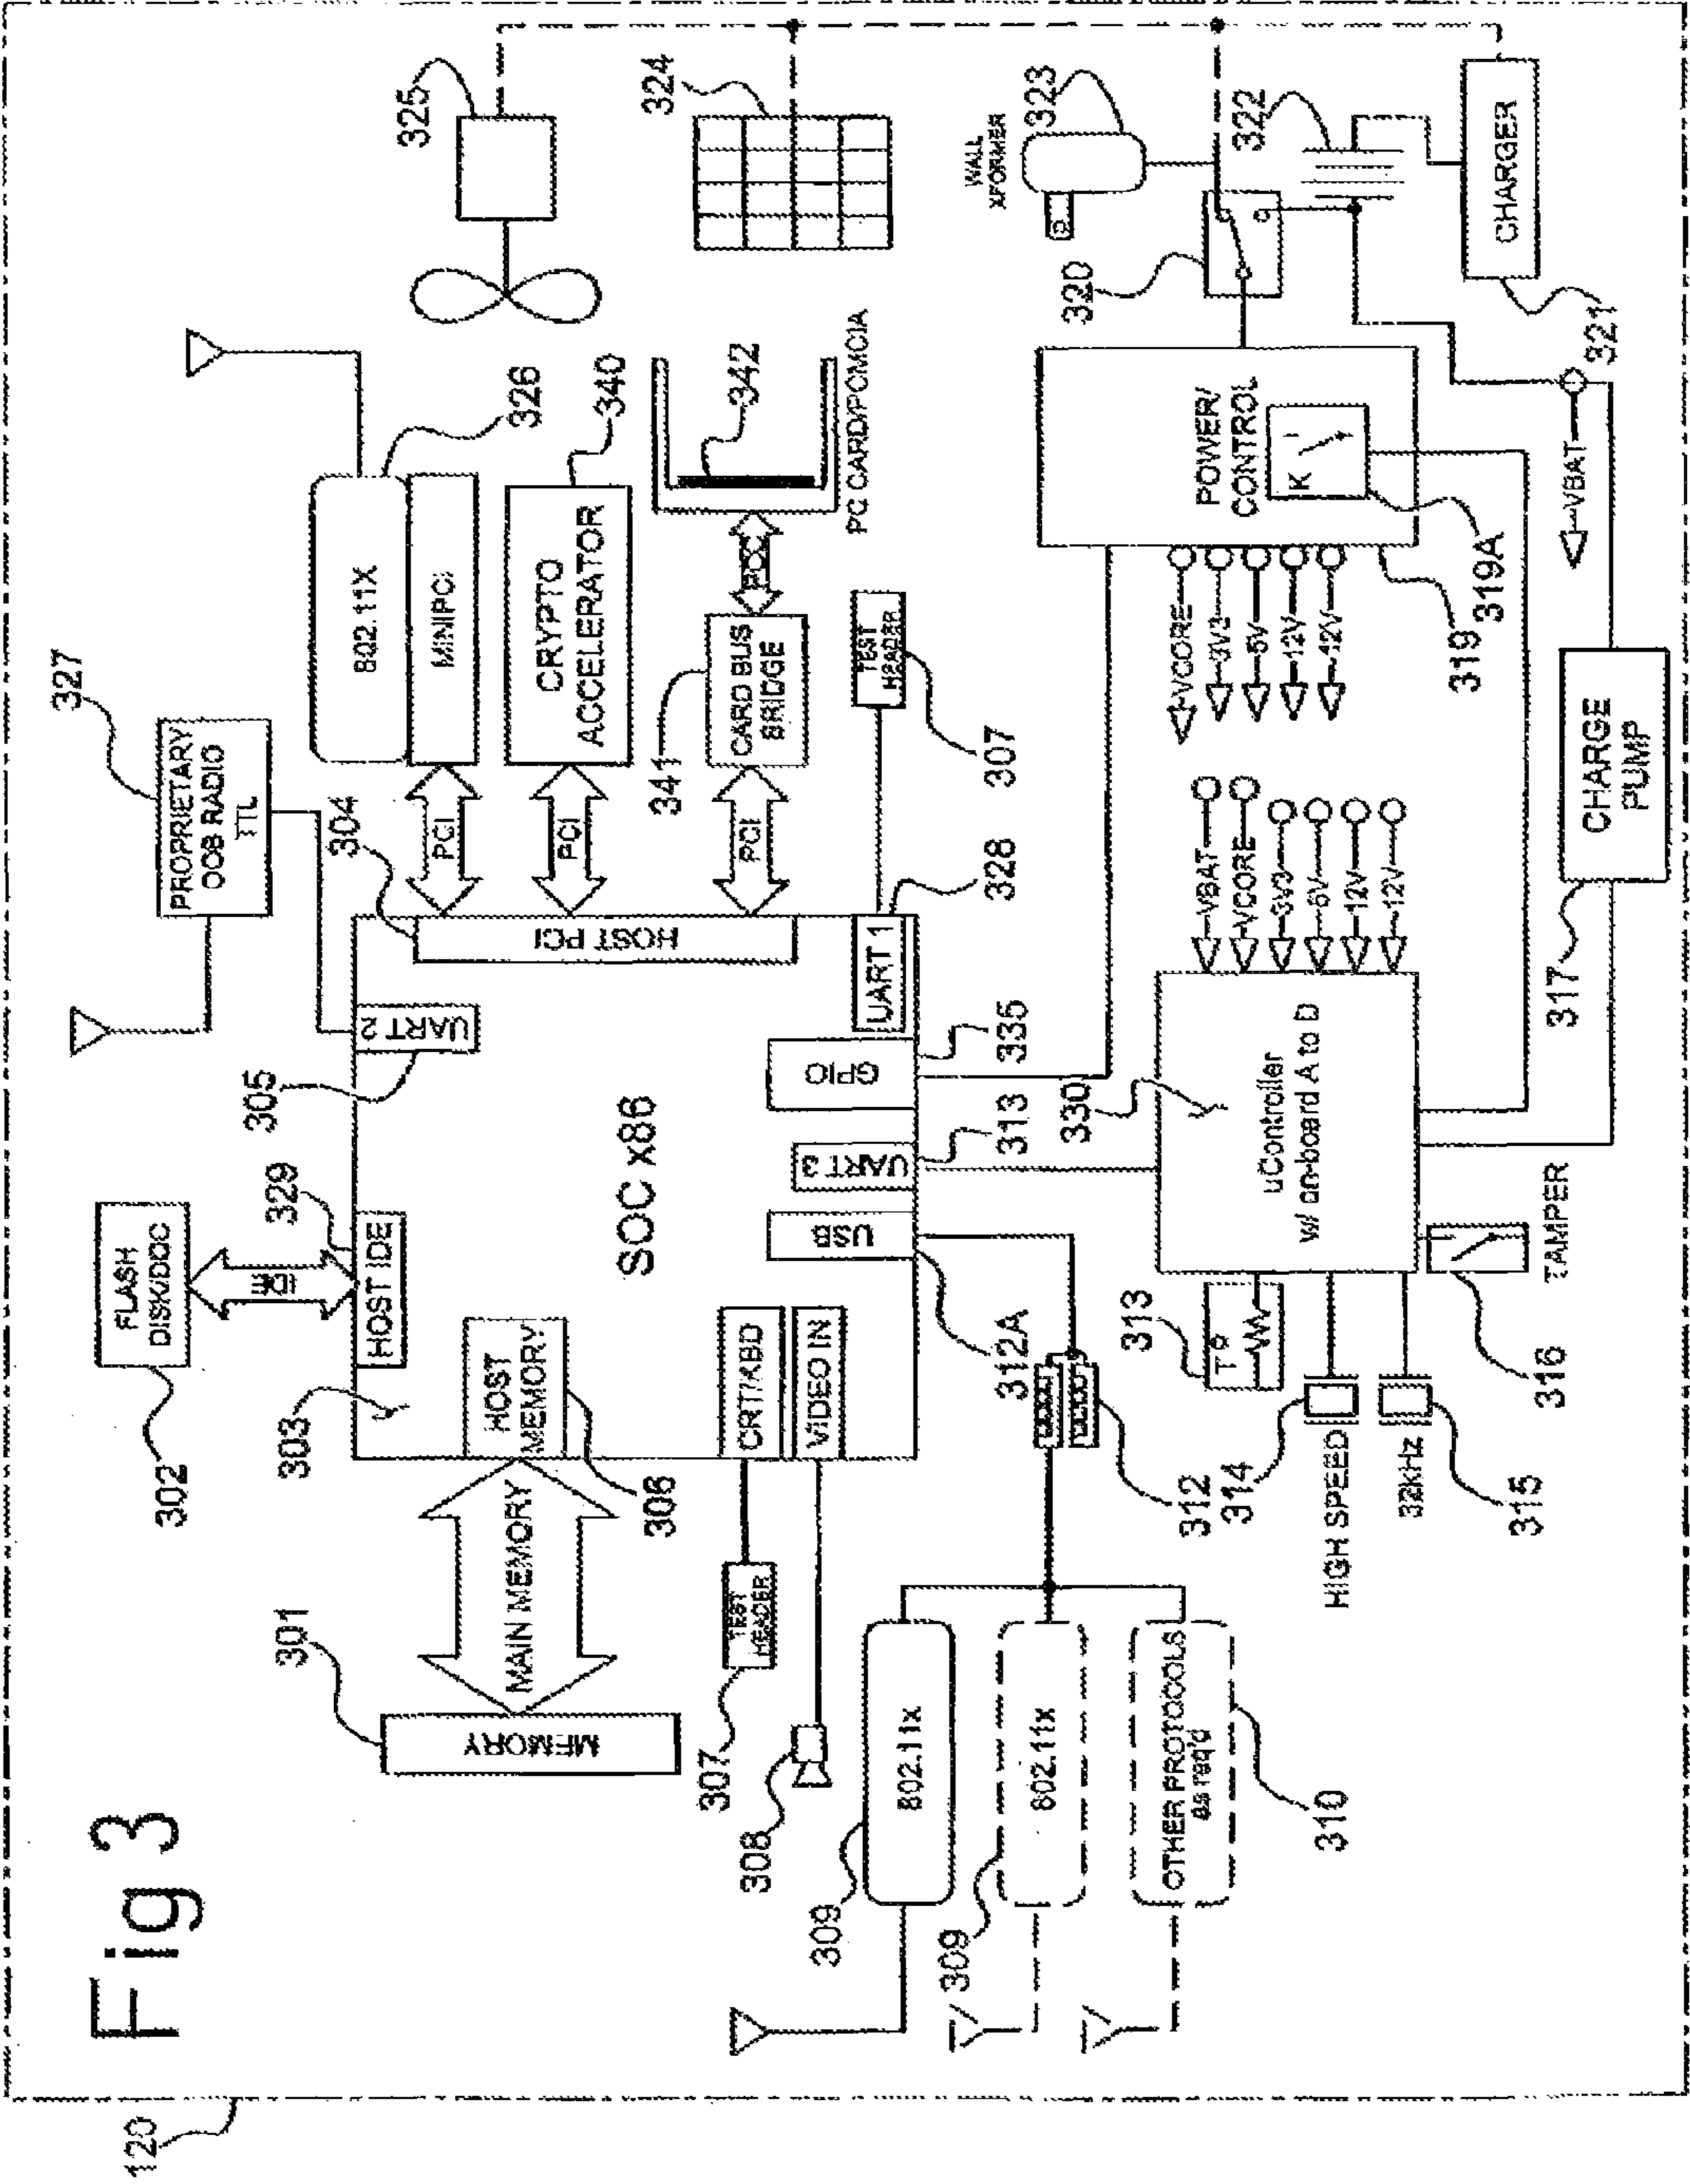 Fig 3
120
301
MEMORY
MAIN MEMORY
302
FLASH
DISK/DOC
IDE
329
HOST IDE
303
HOST
MEMORY
306
SOC x86
305
UART 2
327
PROPRIETARY
OOB RADIO
TTL
304
HOST PCI
PCI
802.11X
MINIPCI
326
PCI
CRYPTO
ACCELERATOR
340
PCI
341
CARD BUS
BRIDGE
PCC
342
PC CARD/PCMCIA
325
324
CRT/KBD
VIDEO IN
TEST
HEADER
307
308
USB
312A
UART 3
313
GPIO
335
UART 1
328
TEST
HEADER
307
309
802.11x
309
802.11x
OTHER PROTOCOLS
as req'd
310
312
313
T°
314
HIGH SPEED
32kHz
315
316
TAMPER
330
uController
w/ on-board A to D
VBAT
VCORE
3V3
5V
12V
-12V
VCORE
3V3
5V
12V
-12V
POWER/
CONTROL
K
319
319A
320
WALL
XFORMER
323
322
CHARGER
321
VBAT
CHARGE
PUMP
317